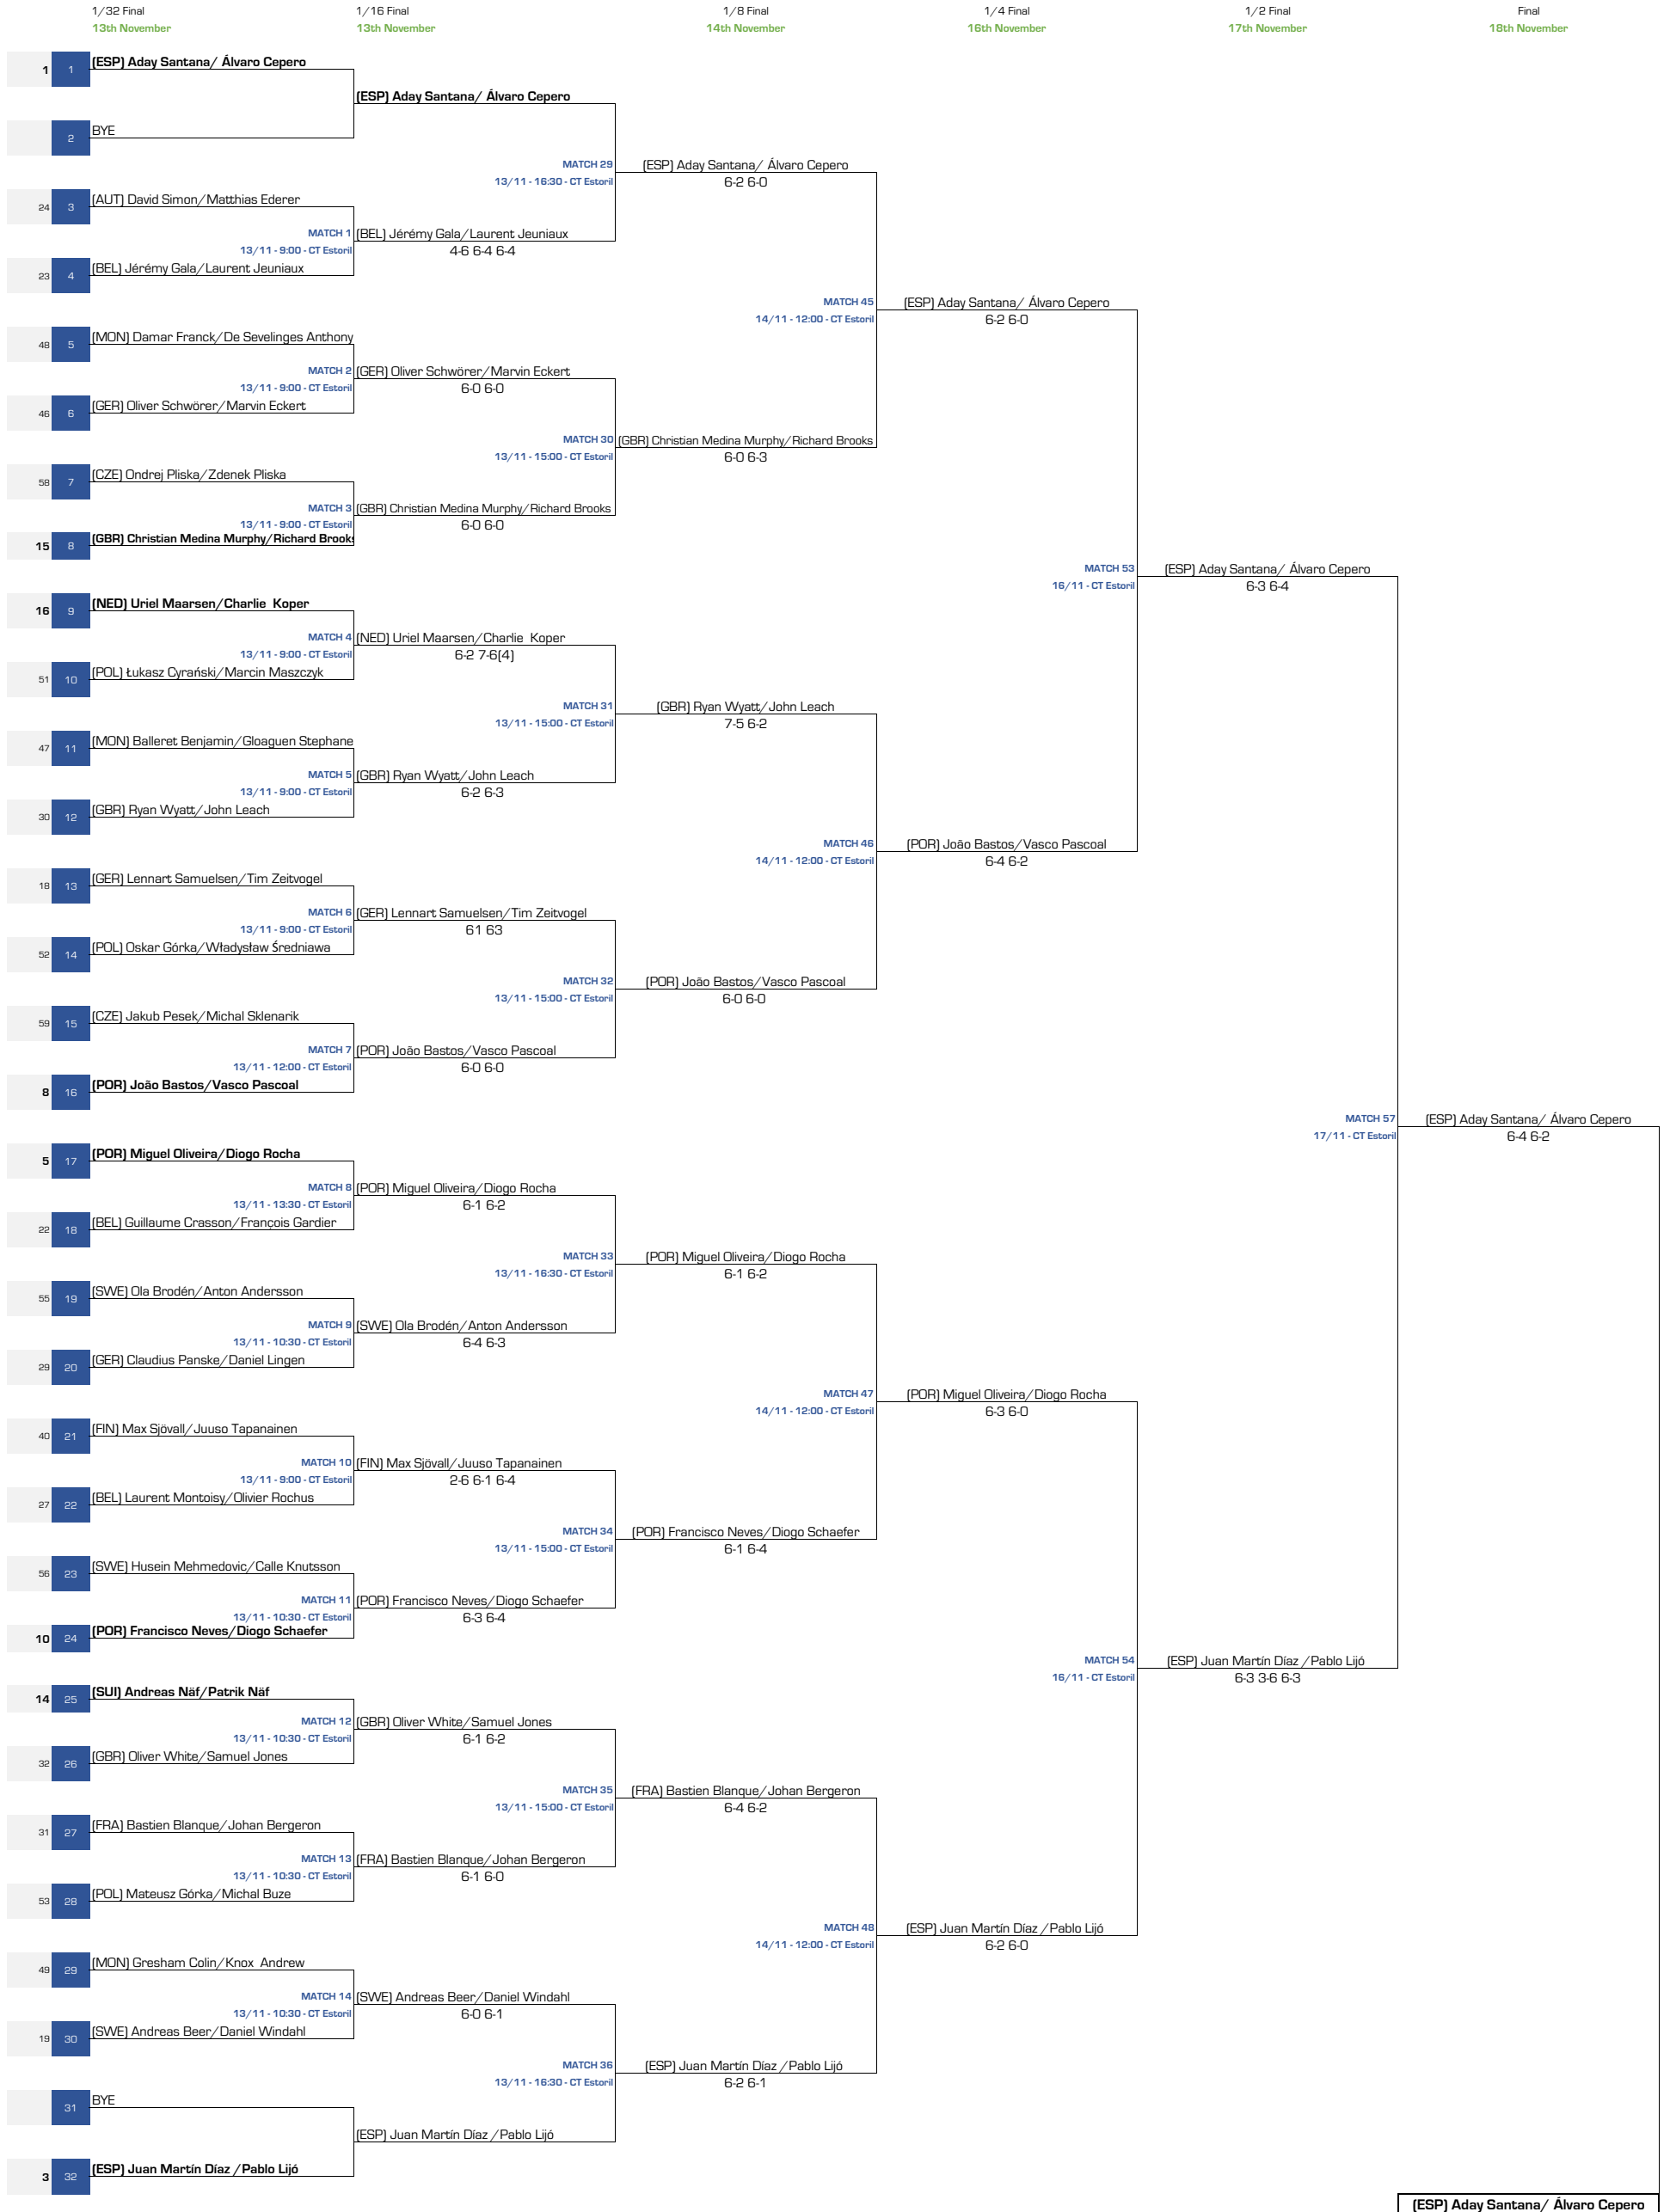 1/32 Final 1/16 Final 1/8 Final 1/4 Final 1/2 Final Final
13th November 13th November 14th November 16th November 17th November 18th November
1 1 (ESP) Aday Santana/ Álvaro Cepero
(ESP) Aday Santana/ Álvaro Cepero
2 BYE
MATCH 29 (ESP) Aday Santana/ Álvaro Cepero
13/11 - 16:30 - CT Estoril 6-2 6-0
24 3 (AUT) David Simon/Matthias Ederer
MATCH 1 (BEL) Jérémy Gala/Laurent Jeuniaux
13/11 - 9:00 - CT Estoril 4-6 6-4 6-4
23 4 (BEL) Jérémy Gala/Laurent Jeuniaux
MATCH 45 (ESP) Aday Santana/ Álvaro Cepero
14/11 - 12:00 - CT Estoril 6-2 6-0
48 5 (MON) Damar Franck/De Sevelinges Anthony
MATCH 2 (GER) Oliver Schwörer/Marvin Eckert
13/11 - 9:00 - CT Estoril 6-0 6-0
46 6 (GER) Oliver Schwörer/Marvin Eckert
MATCH 30 (GBR) Christian Medina Murphy/Richard Brooks
13/11 - 15:00 - CT Estoril 6-0 6-3
58 7 (CZE) Ondrej Pliska/Zdenek Pliska
MATCH 3 (GBR) Christian Medina Murphy/Richard Brooks
13/11 - 9:00 - CT Estoril 6-0 6-0
15 8 (GBR) Christian Medina Murphy/Richard Brooks
MATCH 53 (ESP) Aday Santana/ Álvaro Cepero
16/11 - CT Estoril 6-3 6-4
16 9 (NED) Uriel Maarsen/Charlie Koper
MATCH 4 (NED) Uriel Maarsen/Charlie Koper
13/11 - 9:00 - CT Estoril 6-2 7-6(4)
51 10 (POL) Łukasz Cyrański/Marcin Maszczyk
MATCH 31 (GBR) Ryan Wyatt/John Leach
13/11 - 15:00 - CT Estoril 7-5 6-2
47 11 (MON) Balleret Benjamin/Gloaguen Stephane
MATCH 5 (GBR) Ryan Wyatt/John Leach
13/11 - 9:00 - CT Estoril 6-2 6-3
30 12 (GBR) Ryan Wyatt/John Leach
MATCH 46 (POR) João Bastos/Vasco Pascoal
14/11 - 12:00 - CT Estoril 6-4 6-2
18 13 (GER) Lennart Samuelsen/Tim Zeitvogel
MATCH 6 (GER) Lennart Samuelsen/Tim Zeitvogel
13/11 - 9:00 - CT Estoril 61 63
52 14 (POL) Oskar Górka/Władysław Średniawa
MATCH 32 (POR) João Bastos/Vasco Pascoal
13/11 - 15:00 - CT Estoril 6-0 6-0
59 15 (CZE) Jakub Pesek/Michal Sklenarik
MATCH 7 (POR) João Bastos/Vasco Pascoal
13/11 - 12:00 - CT Estoril 6-0 6-0
8 16 (POR) João Bastos/Vasco Pascoal
MATCH 57 (ESP) Aday Santana/ Álvaro Cepero
17/11 - CT Estoril 6-4 6-2
5 17 (POR) Miguel Oliveira/Diogo Rocha
MATCH 8 (POR) Miguel Oliveira/Diogo Rocha
13/11 - 13:30 - CT Estoril 6-1 6-2
22 18 (BEL) Guillaume Crasson/François Gardier
MATCH 33 (POR) Miguel Oliveira/Diogo Rocha
13/11 - 16:30 - CT Estoril 6-1 6-2
55 19 (SWE) Ola Brodén/Anton Andersson
MATCH 9 (SWE) Ola Brodén/Anton Andersson
13/11 - 10:30 - CT Estoril 6-4 6-3
29 20 (GER) Claudius Panske/Daniel Lingen
MATCH 47 (POR) Miguel Oliveira/Diogo Rocha
14/11 - 12:00 - CT Estoril 6-3 6-0
40 21 (FIN) Max Sjövall/Juuso Tapanainen
MATCH 10 (FIN) Max Sjövall/Juuso Tapanainen
13/11 - 9:00 - CT Estoril 2-6 6-1 6-4
27 22 (BEL) Laurent Montoisy/Olivier Rochus
MATCH 34 (POR) Francisco Neves/Diogo Schaefer
13/11 - 15:00 - CT Estoril 6-1 6-4
56 23 (SWE) Husein Mehmedovic/Calle Knutsson
MATCH 11 (POR) Francisco Neves/Diogo Schaefer
13/11 - 10:30 - CT Estoril 6-3 6-4
10 24 (POR) Francisco Neves/Diogo Schaefer
MATCH 54 (ESP) Juan Martín Díaz /Pablo Lijó
16/11 - CT Estoril 6-3 3-6 6-3
14 25 (SUI) Andreas Näf/Patrik Näf
MATCH 12 (GBR) Oliver White/Samuel Jones
13/11 - 10:30 - CT Estoril 6-1 6-2
32 26 (GBR) Oliver White/Samuel Jones
MATCH 35 (FRA) Bastien Blanque/Johan Bergeron
13/11 - 15:00 - CT Estoril 6-4 6-2
31 27 (FRA) Bastien Blanque/Johan Bergeron
MATCH 13 (FRA) Bastien Blanque/Johan Bergeron
13/11 - 10:30 - CT Estoril 6-1 6-0
53 28 (POL) Mateusz Górka/Michal Buze
MATCH 48 (ESP) Juan Martín Díaz /Pablo Lijó
14/11 - 12:00 - CT Estoril 6-2 6-0
49 29 (MON) Gresham Colin/Knox Andrew
MATCH 14 (SWE) Andreas Beer/Daniel Windahl
13/11 - 10:30 - CT Estoril 6-0 6-1
19 30 (SWE) Andreas Beer/Daniel Windahl
MATCH 36 (ESP) Juan Martín Díaz /Pablo Lijó
13/11 - 16:30 - CT Estoril 6-2 6-1
31 BYE
(ESP) Juan Martín Díaz /Pablo Lijó
3 32 (ESP) Juan Martín Díaz /Pablo Lijó
(ESP) Aday Santana/ Álvaro Cepero